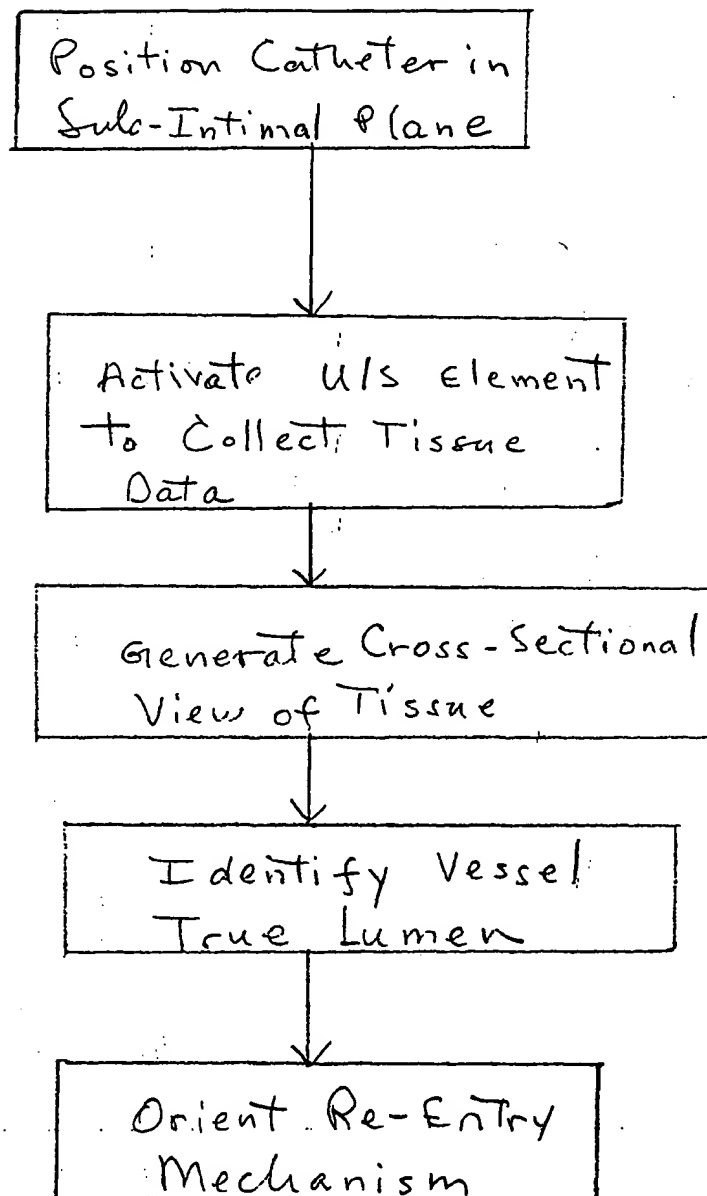 Position Catheter in
Sub-Intimal Plane
Activate U/S Element
to Collect Tissue
Data
Generate Cross-Sectional
View of Tissue
Identify Vessel
True Lumen
Orient Re-Entry
Mechanism